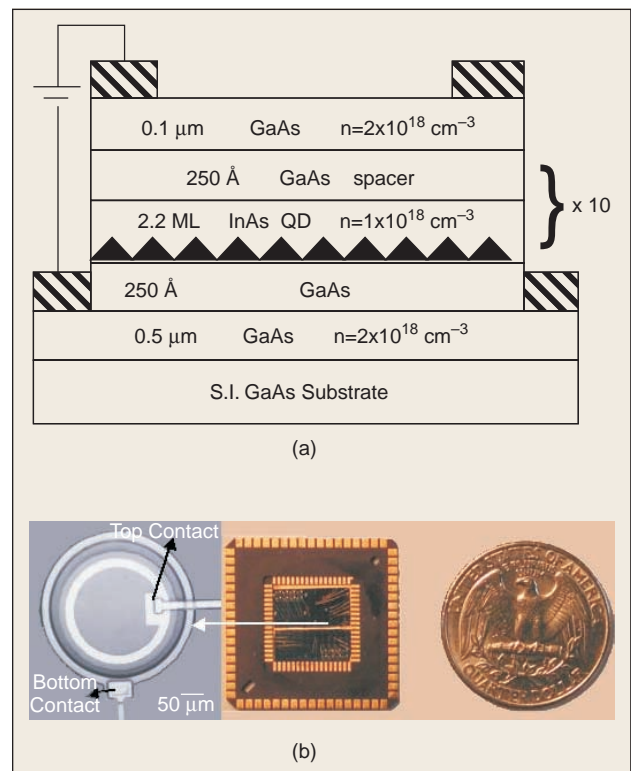 0.1 μm GaAs n=2x10¹⁸ cm⁻³
250 Å GaAs spacer
x 10
2.2 ML InAs QD n=1x10¹⁸ cm⁻³
250 Å GaAs
0.5 μm GaAs n=2x10¹⁸ cm⁻³
S.I. GaAs Substrate
(a)
Top Contact
Bottom
Contact
50 μm
(b)